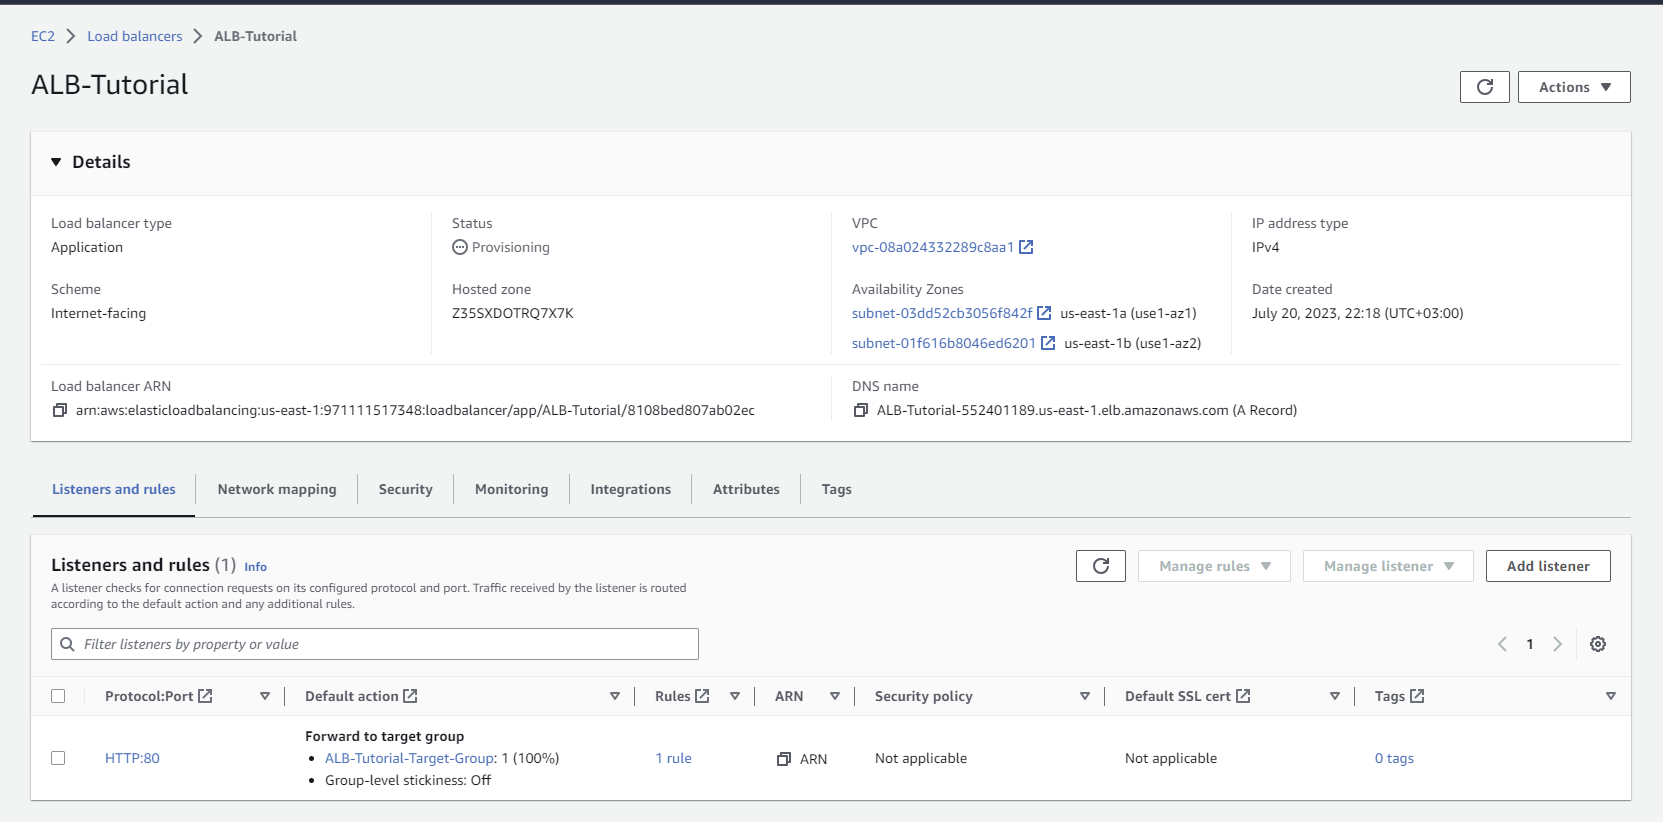 EC2 Load balancers ALB-Tutorial
ALB-Tutorial
Actions
Details
Load balancer type
Application
Status
Provisioning
VPC
vpc-08a024332289c8aa1
IP address type
IPv4
Scheme
Internet-facing
Hosted zone
Z35SXDOTRQ7X7K
Availability Zones
subnet-03dd52cb3056f842f us-east-1a (use1-az1)
subnet-01f616b8046ed6201 us-east-1b (use1-az2)
Date created
July 20, 2023, 22:18 (UTC+03:00)
Load balancer ARN
arn:aws:elasticloadbalancing:us-east-1:971111517348:loadbalancer/app/ALB-Tutorial/8108bed807ab02ec
DNS name
ALB-Tutorial-552401189.us-east-1.elb.amazonaws.com (A Record)
Listeners and rules Network mapping Security Monitoring Integrations Attributes Tags
Listeners and rules (1) Info
A listener checks for connection requests on its configured protocol and port. Traffic received by the listener is routed
according to the default action and any additional rules.
Manage rules Manage listener Add listener
Filter listeners by property or value
1
Protocol:Port Default action Rules ARN Security policy Default SSL cert Tags
Forward to target group
HTTP:80 • ALB-Tutorial-Target-Group: 1 (100%) 1 rule ARN Not applicable Not applicable 0 tags
• Group-level stickiness: Off